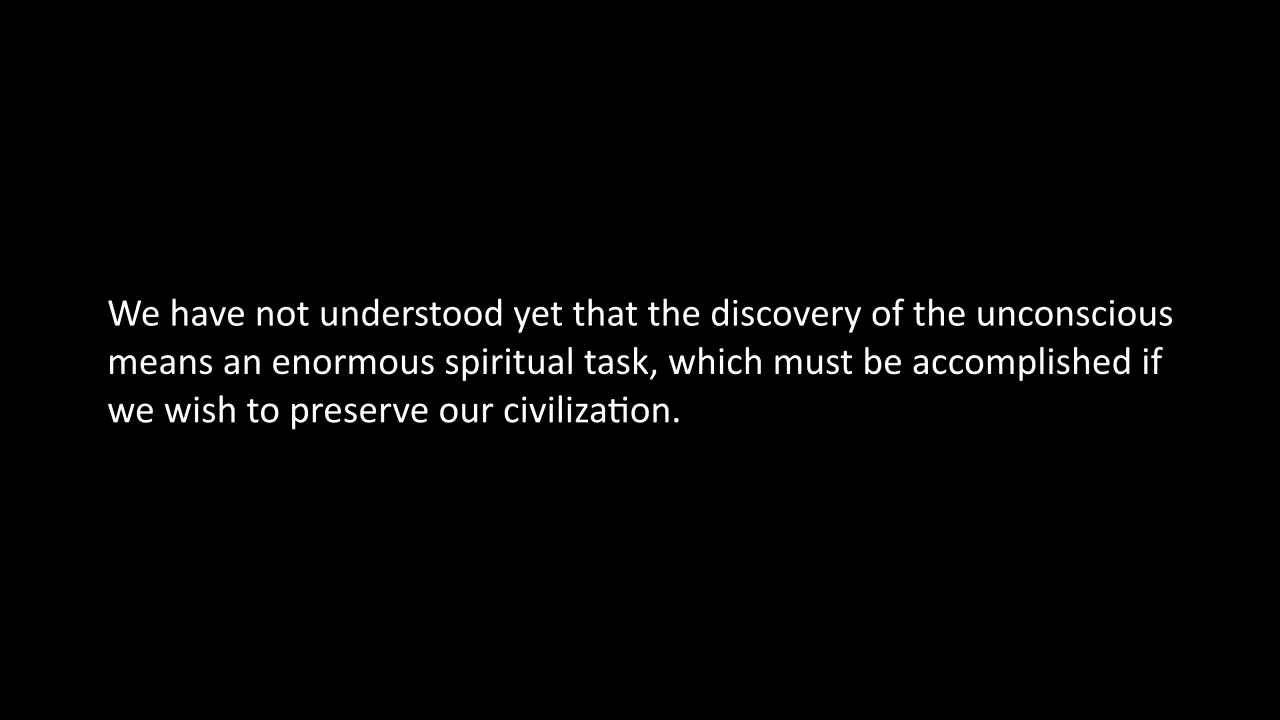 We have not understood yet that the discovery of the unconscious
means an enormous spiritual task, which must be accomplished if
we wish to preserve our civilization.